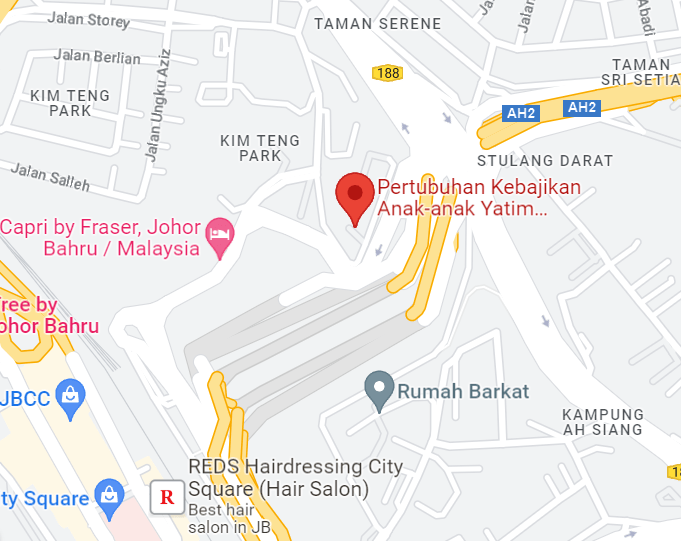 Jalan Storey
TAMAN SERENE
Jalan
Jalan
Abadi
Jalan Berlian
Jalan Ungku Aziz
188
TAMAN
SRI SETIA
KIM TENG
PARK
AH2
AH2
KIM TENG
PARK
STULANG DARAT
Jalan Salleh
Pertubuhan Kebajikan
Anak-anak Yatim...
Capri by Fraser, Johor
Bahru / Malaysia
ree by
ohor Bahru
JBCC
Rumah Barkat
KAMPUNG
AH SIANG
REDS Hairdressing City
Square (Hair Salon)
Best hair
salon in JB
R
ty Square